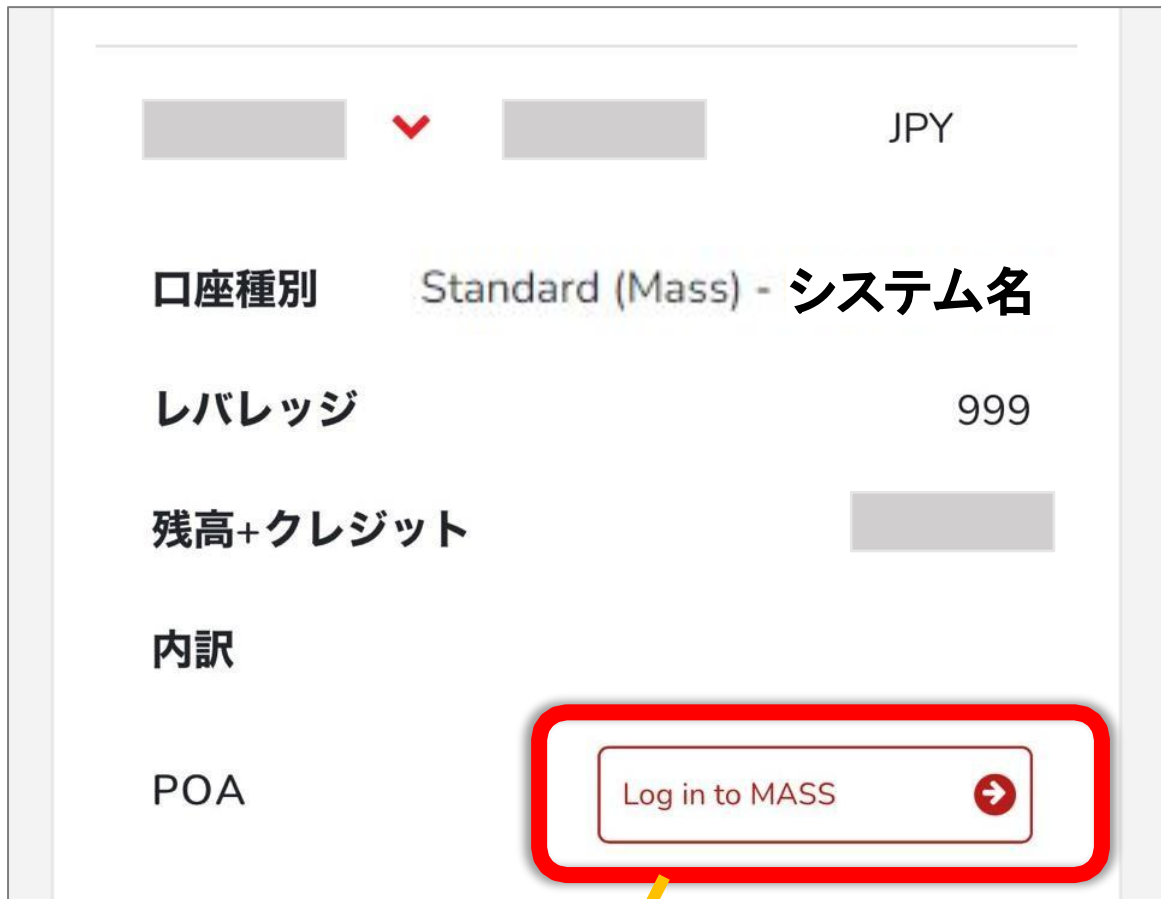 JPY
口座種別 Standard (Mass) - システム名
レバレッジ 999
残高+クレジット
内訳
POA Log in to MASS